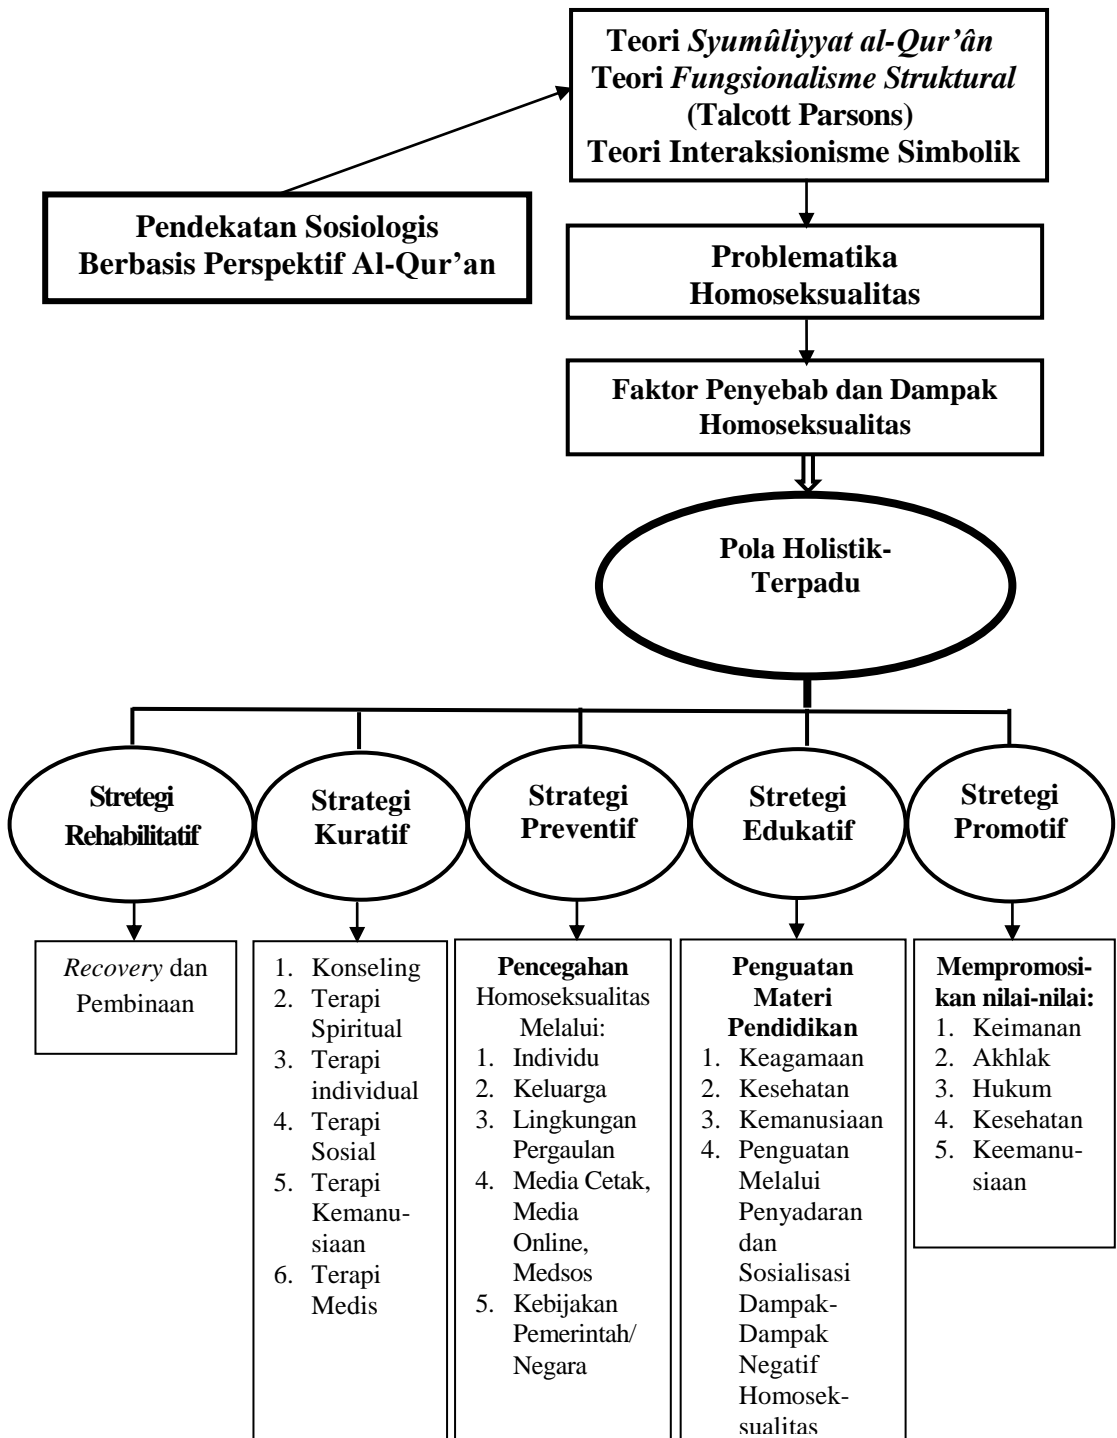 Teori Syumûliyyat al-Qur’ân
Teori Fungsionalisme Struktural
(Talcott Parsons)
Teori Interaksionisme Simbolik
Pendekatan Sosiologis
Berbasis Perspektif Al-Qur’an
Problematika
Homoseksualitas
Faktor Penyebab dan Dampak
Homoseksualitas
Pola Holistik-
Terpadu
Stretegi
Rehabilitatif
Strategi
Kuratif
Strategi
Preventif
Stretegi
Edukatif
Stretegi
Promotif
Recovery dan
Pembinaan
1. Konseling
2. Terapi
Spiritual
3. Terapi
individual
4. Terapi
Sosial
5. Terapi
Kemanu-
siaan
6. Terapi
Medis
Pencegahan
Homoseksualitas
Melalui:
1. Individu
2. Keluarga
3. Lingkungan
Pergaulan
4. Media Cetak,
Media
Online,
Medsos
5. Kebijakan
Pemerintah/
Negara
Penguatan
Materi
Pendidikan
1. Keagamaan
2. Kesehatan
3. Kemanusiaan
4. Penguatan
Melalui
Penyadaran
dan
Sosialisasi
Dampak-
Dampak
Negatif
Homosek-
sualitas
Mempromosi-
kan nilai-nilai:
1. Keimanan
2. Akhlak
3. Hukum
4. Kesehatan
5. Keemanu-
siaan